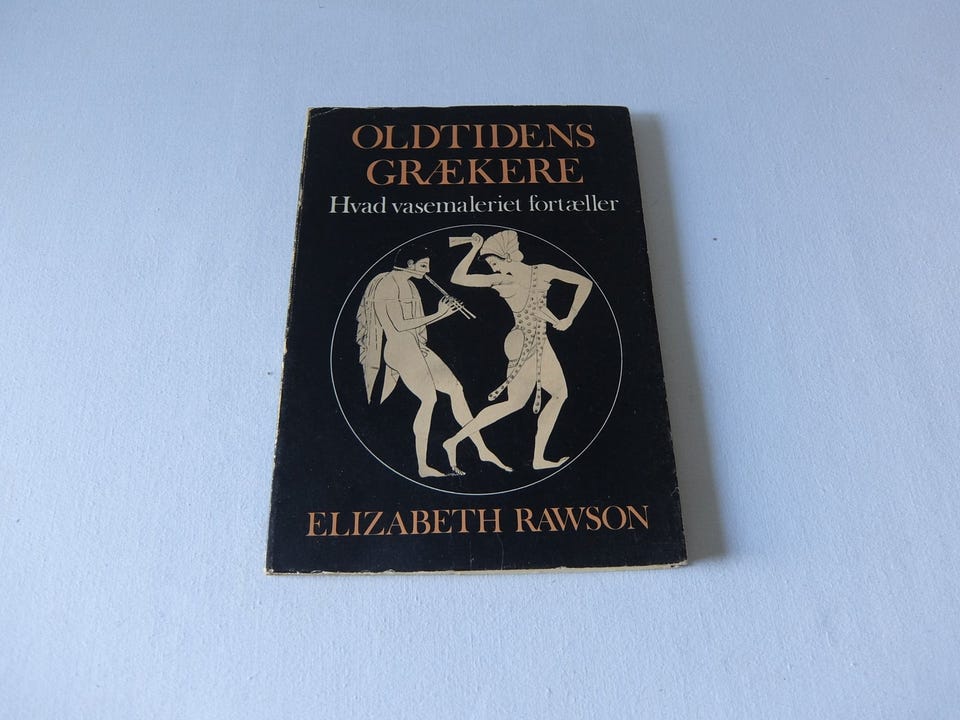 OLDTIDENS
GRÆKERE
Hvad vasemaleriet fortæller
ELIZABETH RAWSON